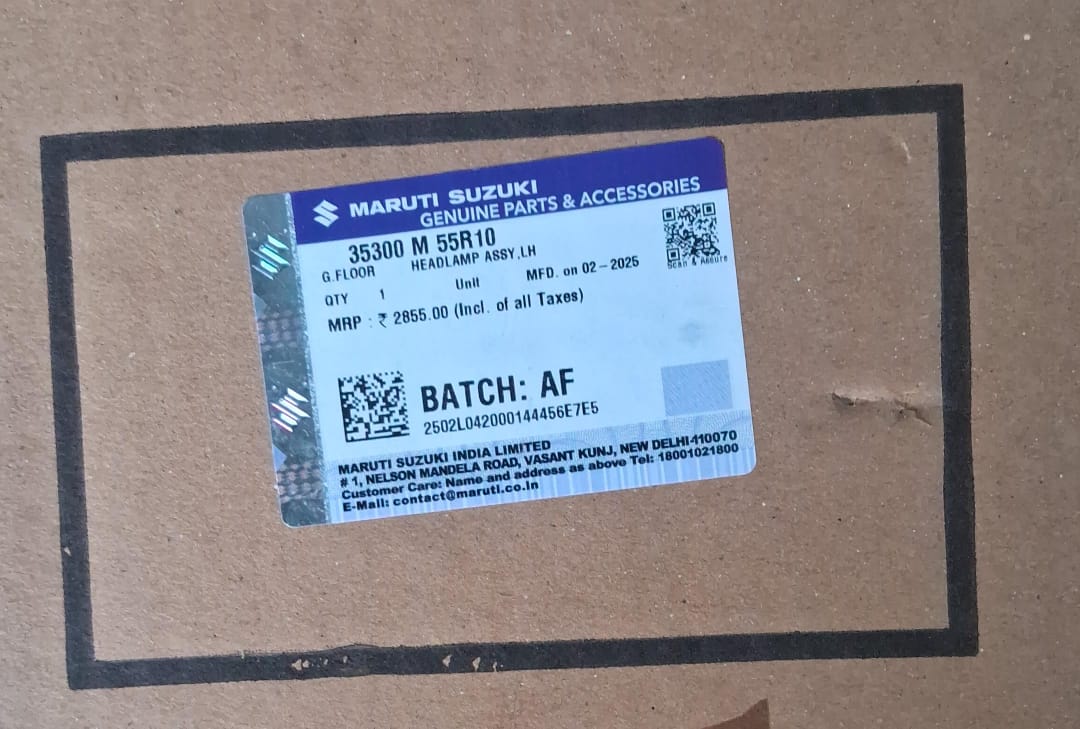 MARUTI SUZUKI
GENUINE PARTS & ACCESSORIES
35300 M 55R10
G.FLOOR HEADLAMP ASSY,LH
QTY 1 Unit MFD. on 02-2025
MRP : ₹ 2855.00 (Incl. of all Taxes)
Scan & Assure
BATCH: AF
2502L042000144456E7E5
MARUTI SUZUKI INDIA LIMITED
# 1, NELSON MANDELA ROAD, VASANT KUNJ, NEW DELHI-110070
Customer Care: Name and address as above Tel: 18001021800
E-Mail: contact@maruti.co.in